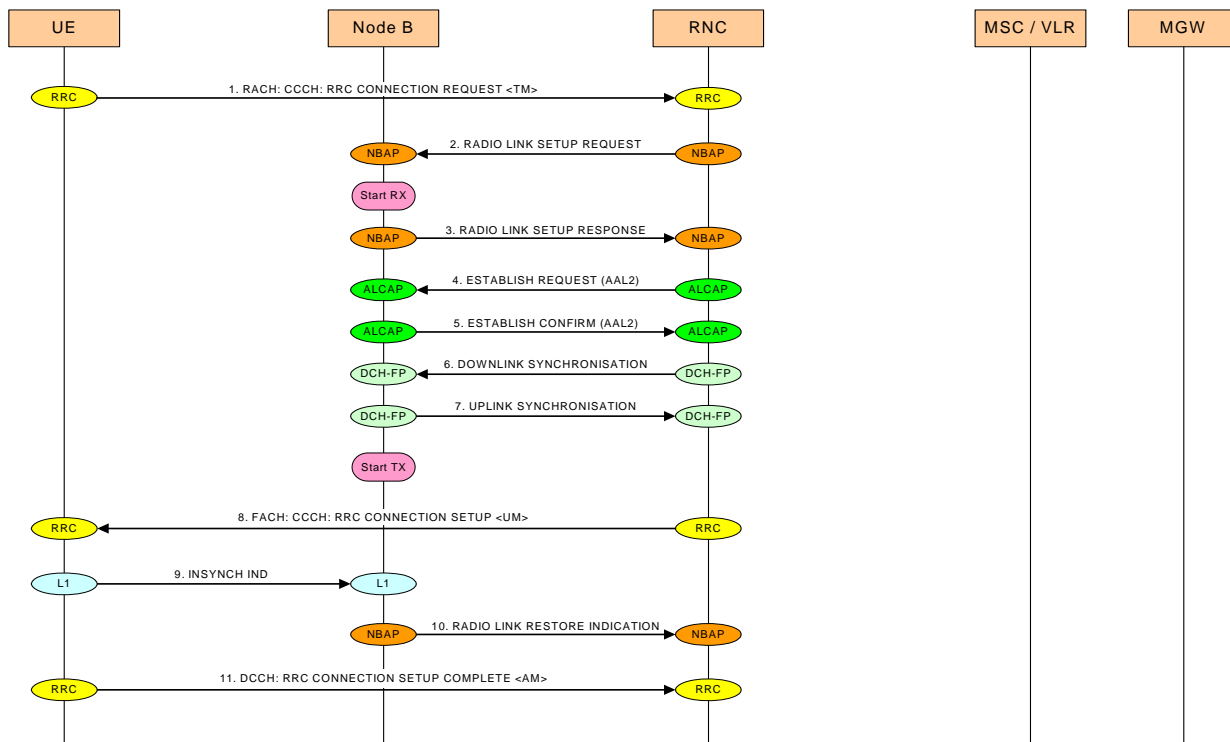 UE
Node B
RNC
MSC / VLR
MGW
RRC
1. RACH: CCCH: RRC CONNECTION REQUEST <TM>
RRC
NBAP
2. RADIO LINK SETUP REQUEST
NBAP
Start RX
NBAP
3. RADIO LINK SETUP RESPONSE
NBAP
ALCAP
4. ESTABLISH REQUEST (AAL2)
ALCAP
ALCAP
5. ESTABLISH CONFIRM (AAL2)
ALCAP
DCH-FP
6. DOWNLINK SYNCHRONISATION
DCH-FP
DCH-FP
7. UPLINK SYNCHRONISATION
DCH-FP
Start TX
RRC
8. FACH: CCCH: RRC CONNECTION SETUP <UM>
RRC
L1
9. INSYNCH IND
L1
NBAP
10. RADIO LINK RESTORE INDICATION
NBAP
RRC
11. DCCH: RRC CONNECTION SETUP COMPLETE <AM>
RRC